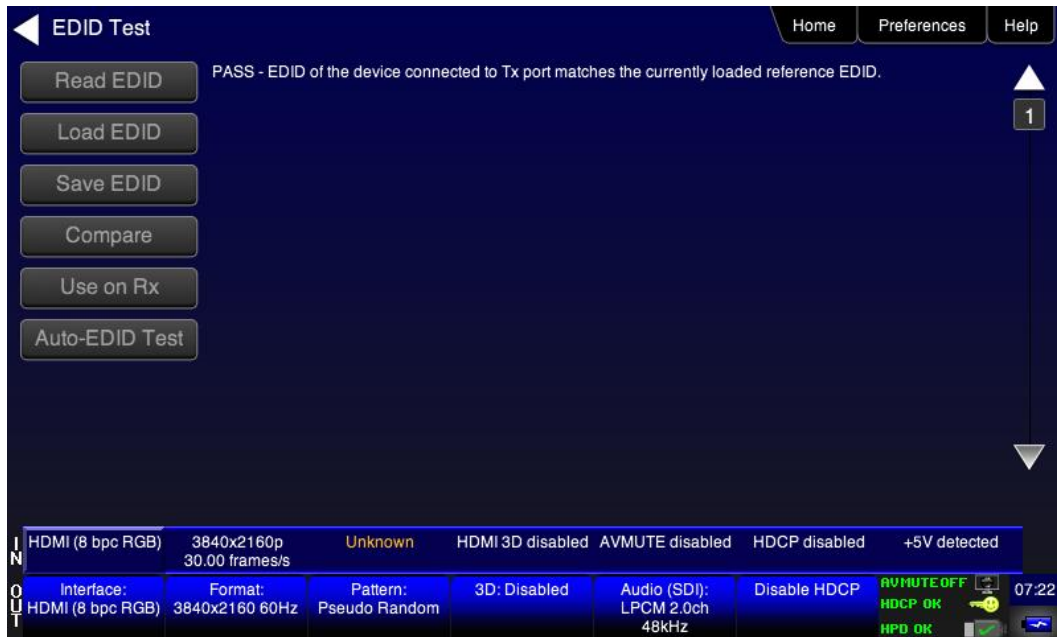 EDID Test
Home
Preferences
Help
Read EDID
PASS - EDID of the device connected to Tx port matches the currently loaded reference EDID.
1
Load EDID
Save EDID
Compare
Use on Rx
Auto-EDID Test
IN
HDMI (8 bpc RGB)
3840x2160p
30.00 frames/s
Unknown
HDMI 3D disabled
AVMUTE disabled
HDCP disabled
+5V detected
OUT
Interface:
HDMI (8 bpc RGB)
Format:
3840x2160 60Hz
Pattern:
Pseudo Random
3D: Disabled
Audio (SDI):
LPCM 2.0ch
48kHz
Disable HDCP
AVMUTEOFF
HDCP OK
HPD OK
07:22